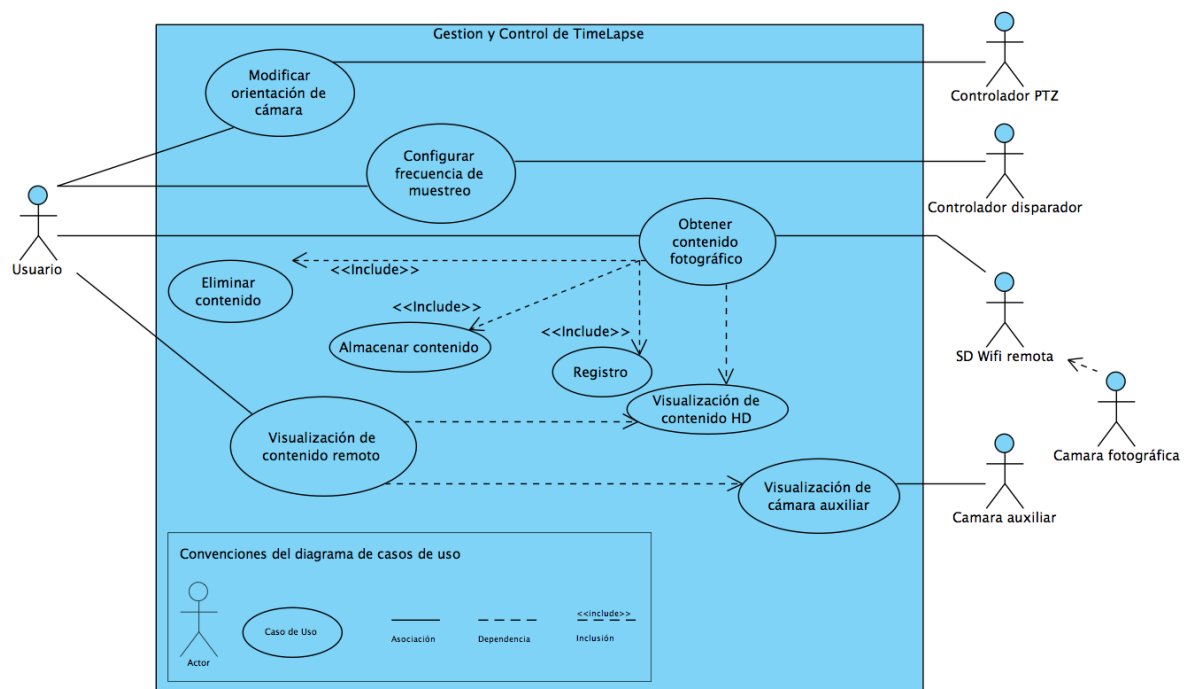 Gestion y Control de TimeLapse
Modificar
orientación de
cámara
Controlador PTZ
Configurar
frecuencia de
muestreo
Controlador disparador
Usuario
Obtener
contenido
fotográfico
<<Include>>
Eliminar
contenido
<<Include>>
Almacenar contenido
<<Include>>
Registro
SD Wifi remota
Visualización de
contenido HD
Camara fotográfica
Visualización de
contenido remoto
Visualización de
cámara auxiliar
Camara auxiliar
Convenciones del diagrama de casos de uso
Actor
Caso de Uso
Asociación
Dependencia
<<include>>
Inclusión